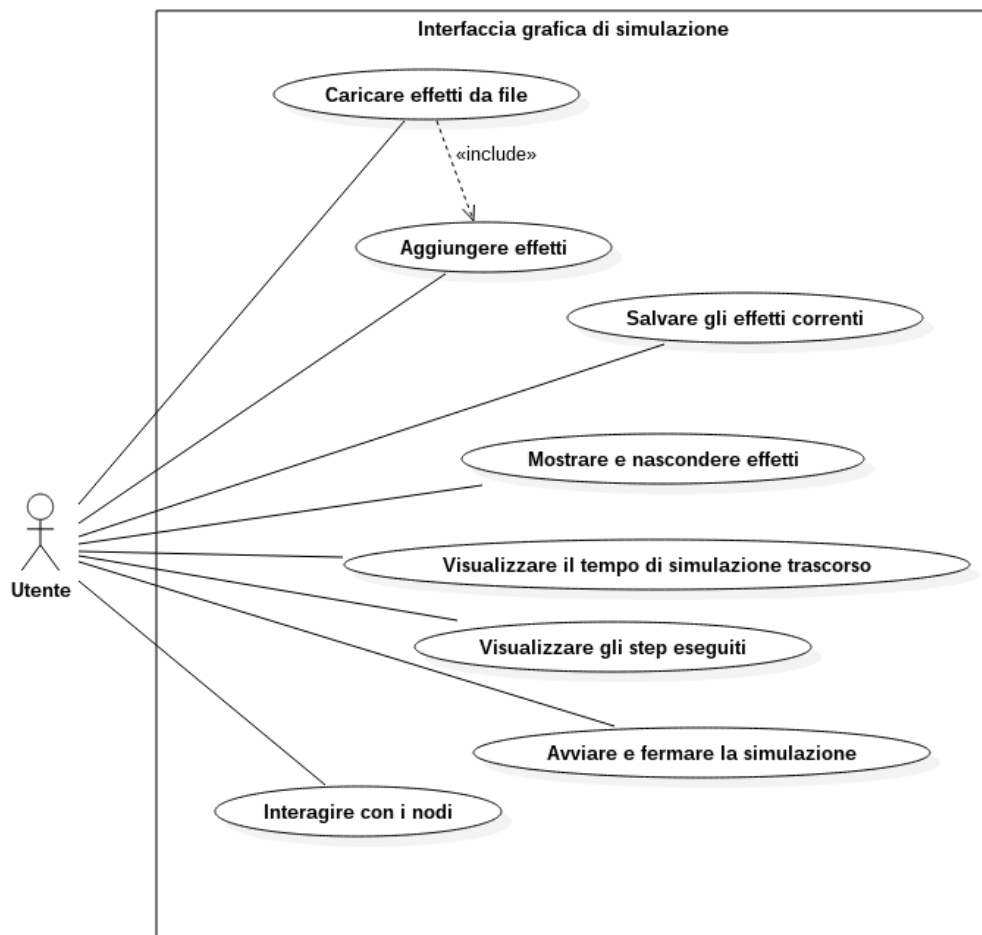 Interfaccia grafica di simulazione
Caricare effetti da file
«include»
Aggiungere effetti
Salvare gli effetti correnti
Mostrare e nascondere effetti
Visualizzare il tempo di simulazione trascorso
Utente
Visualizzare gli step eseguiti
Avviare e fermare la simulazione
Interagire con i nodi